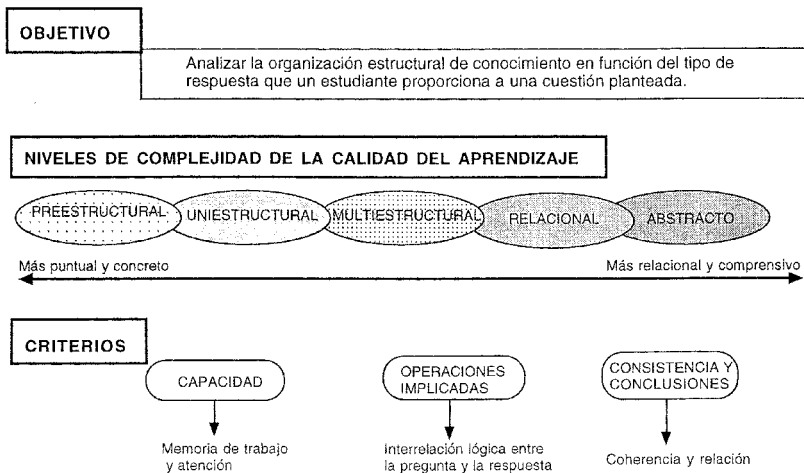 OBJETIVO
Analizar la organización estructural de conocimiento en función del tipo de
respuesta que un estudiante proporciona a una cuestión planteada.
NIVELES DE COMPLEJIDAD DE LA CALIDAD DEL APRENDIZAJE
PREESTRUCTURAL UNIESTRUCTURAL MULTIESTRUCTURAL RELACIONAL ABSTRACTO
Más puntual y concreto Más relacional y comprensivo
CRITERIOS
CAPACIDAD
Memoria de trabajo
y atención
OPERACIONES
IMPLICADAS
Interrelación lógica entre
la pregunta y la respuesta
CONSISTENCIA Y
CONCLUSIONES
Coherencia y relación